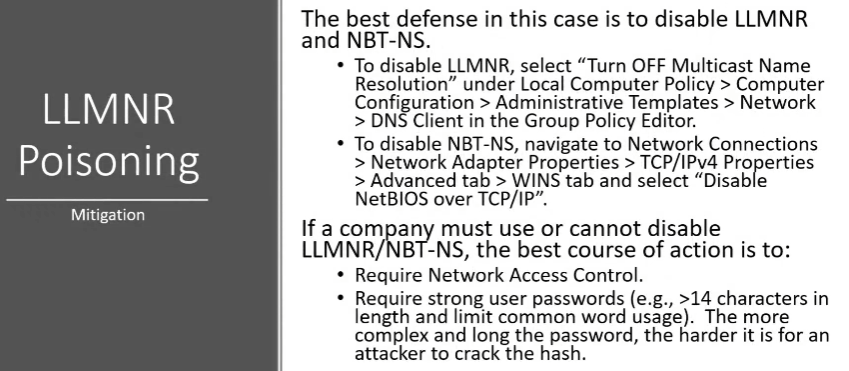 LLMNR
Poisoning
Mitigation
The best defense in this case is to disable LLMNR
and NBT-NS.
• To disable LLMNR, select “Turn OFF Multicast Name
Resolution” under Local Computer Policy > Computer
Configuration > Administrative Templates > Network
> DNS Client in the Group Policy Editor.
• To disable NBT-NS, navigate to Network Connections
> Network Adapter Properties > TCP/IPv4 Properties
> Advanced tab > WINS tab and select “Disable
NetBIOS over TCP/IP”.
If a company must use or cannot disable
LLMNR/NBT-NS, the best course of action is to:
• Require Network Access Control.
• Require strong user passwords (e.g., >14 characters in
length and limit common word usage).  The more
complex and long the password, the harder it is for an
attacker to crack the hash.